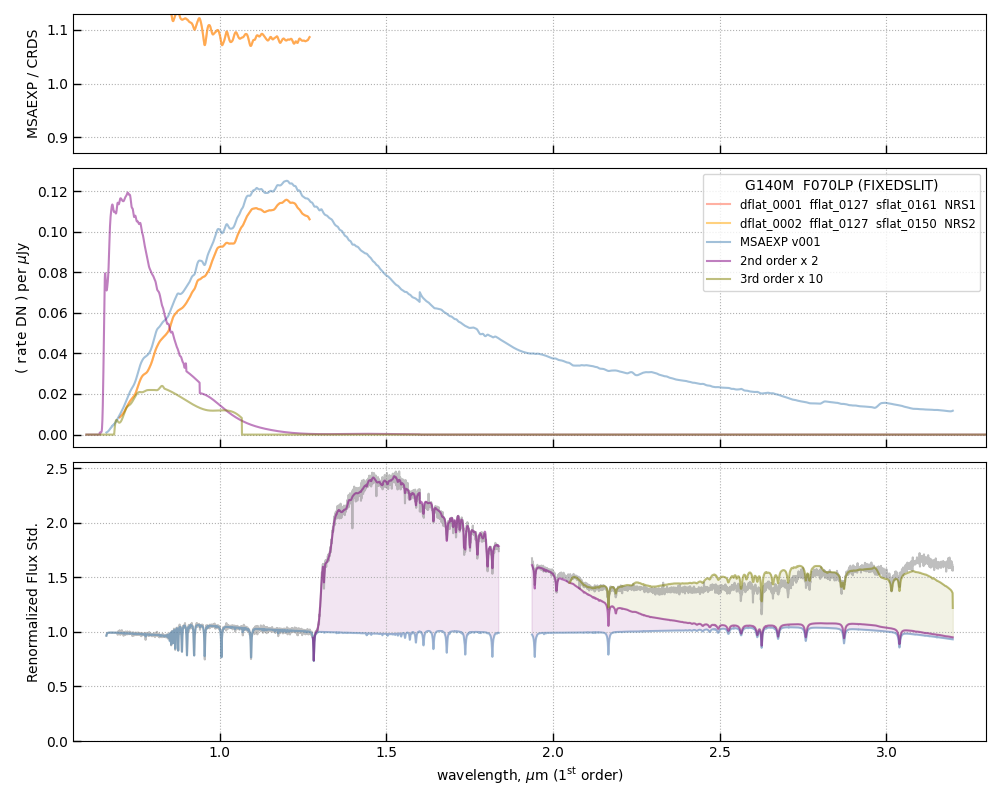 1.1
1.0
0.9
MSAEXP / CRDS
0.12
0.10
0.08
0.06
0.04
0.02
0.00
( rate DN ) per μJy
G140M  F070LP (FIXEDSLIT)
dflat_0001  fflat_0127  sflat_0161  NRS1
dflat_0002  fflat_0127  sflat_0150  NRS2
MSAEXP v001
2nd order x 2
3rd order x 10
2.5
2.0
1.5
1.0
0.5
0.0
Renormalized Flux Std.
1.0 1.5 2.0 2.5 3.0
wavelength, μm (1st order)